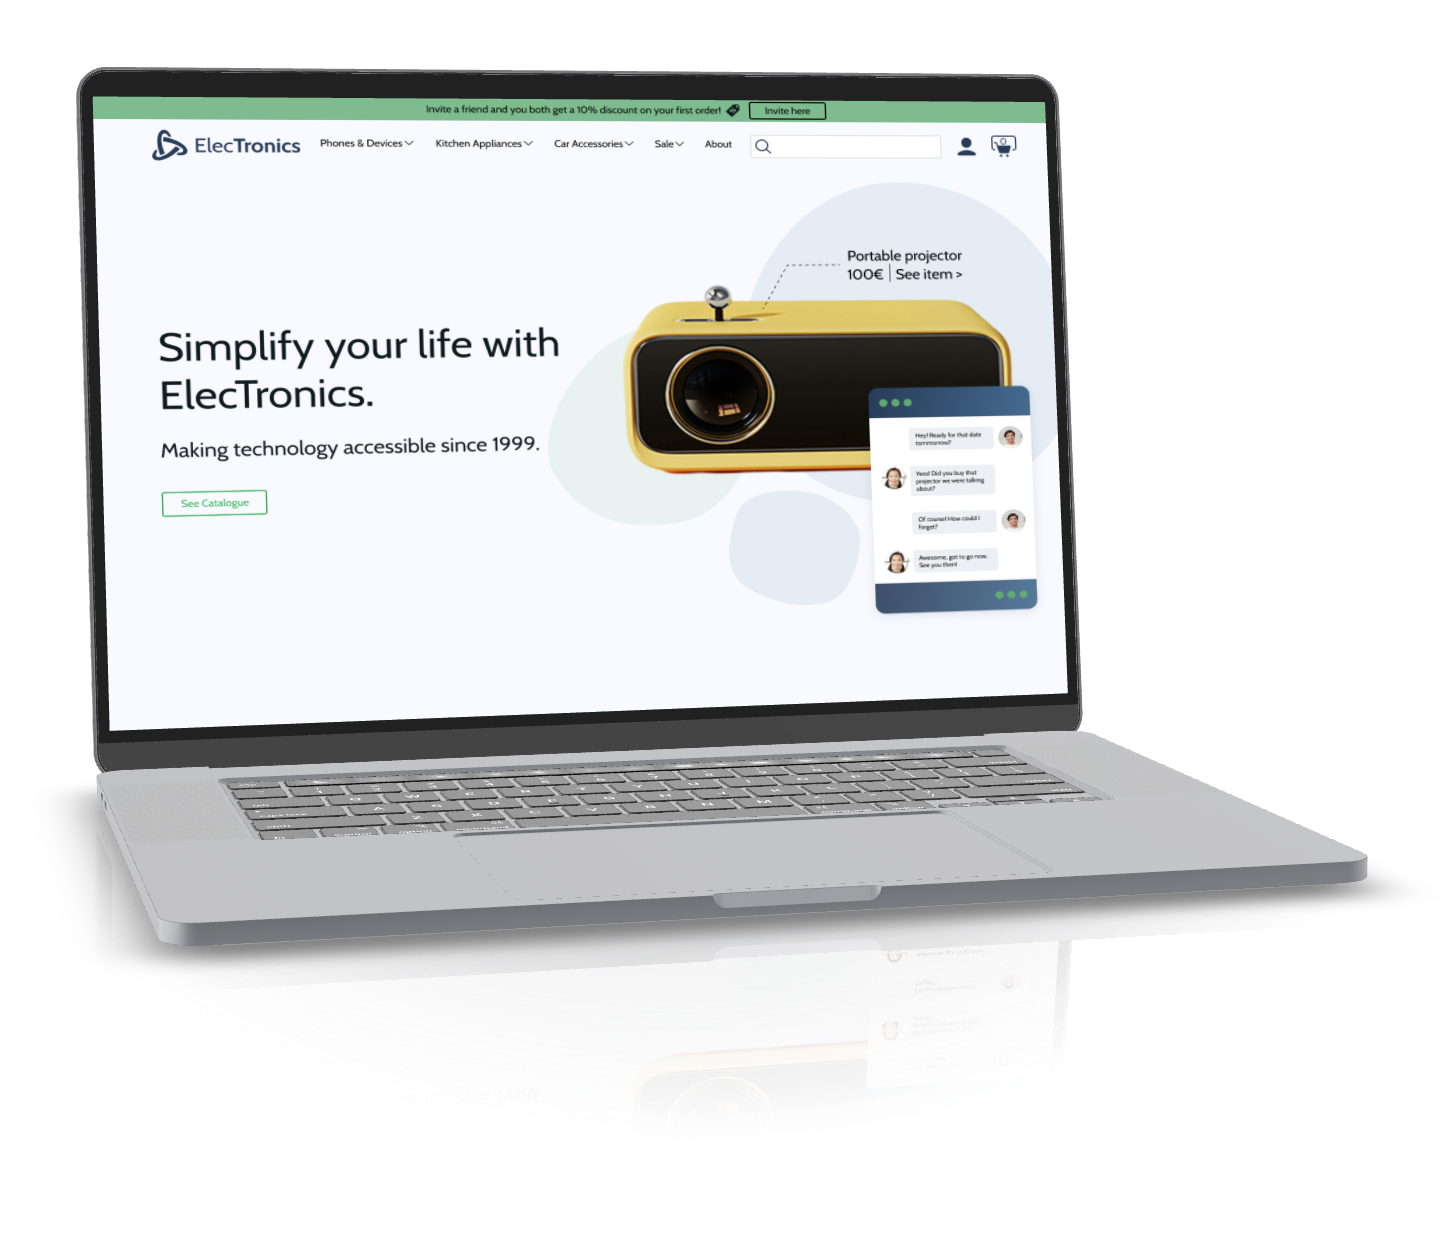 Invite a friend and you both get a 10% discount on your first order!
Invite here
ElecTronics
Phones & Devices
Kitchen Appliances
Car Accessories
Sale
About
Portable projector
100€ | See item >
Simplify your life with
ElecTronics.
Making technology accessible since 1999.
See Catalogue
Hey! Ready for that date
tommorrow?
Yees! Did you buy that
projector we were talking
about?
Of course! How could I
forget?
Awesome, got to go now.
See you then!